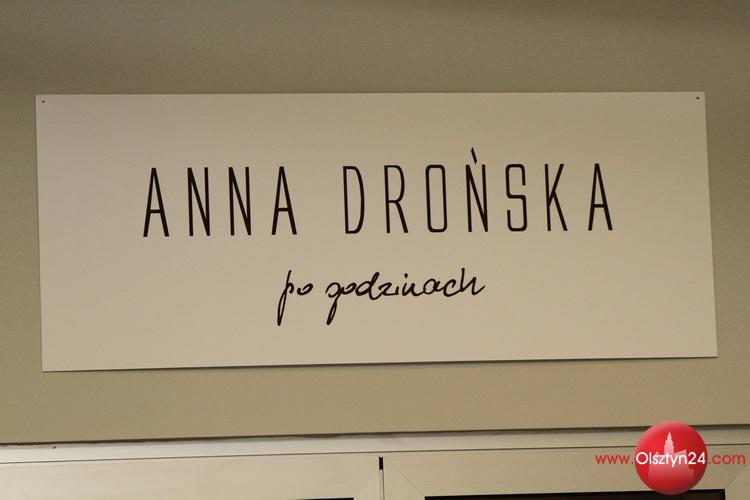 ANNA DROŃSKA
po godzinach
www.Olsztyn24.com